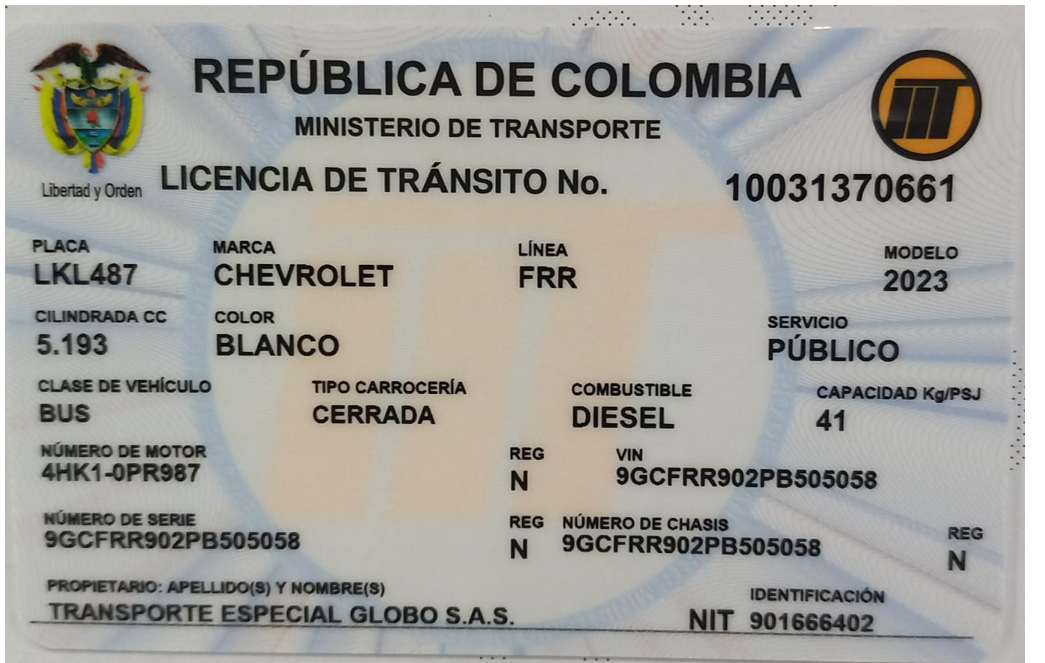 REPÚBLICA DE COLOMBIA
MINISTERIO DE TRANSPORTE
Libertad y Orden
LICENCIA DE TRÁNSITO No. 10031370661
PLACA MARCA LÍNEA MODELO
LKL487 CHEVROLET FRR 2023
CILINDRADA CC COLOR SERVICIO
5.193 BLANCO PÚBLICO
CLASE DE VEHÍCULO TIPO CARROCERÍA COMBUSTIBLE CAPACIDAD Kg/PSJ
BUS CERRADA DIESEL 41
NÚMERO DE MOTOR REG VIN
4HK1-0PR987 N 9GCFRR902PB505058
NÚMERO DE SERIE REG NÚMERO DE CHASIS REG
9GCFRR902PB505058 N 9GCFRR902PB505058 N
PROPIETARIO: APELLIDO(S) Y NOMBRE(S) IDENTIFICACIÓN
TRANSPORTE ESPECIAL GLOBO S.A.S. NIT 901666402